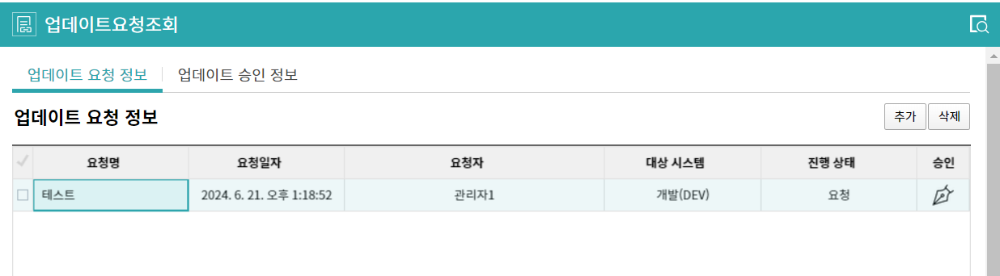 업데이트요청조회
업데이트 요청 정보 업데이트 승인 정보
업데이트 요청 정보 추가 삭제
요청명 요청일자 요청자 대상 시스템 진행 상태 승인
테스트 2024. 6. 21. 오후 1:18:52 관리자1 개발(DEV) 요청